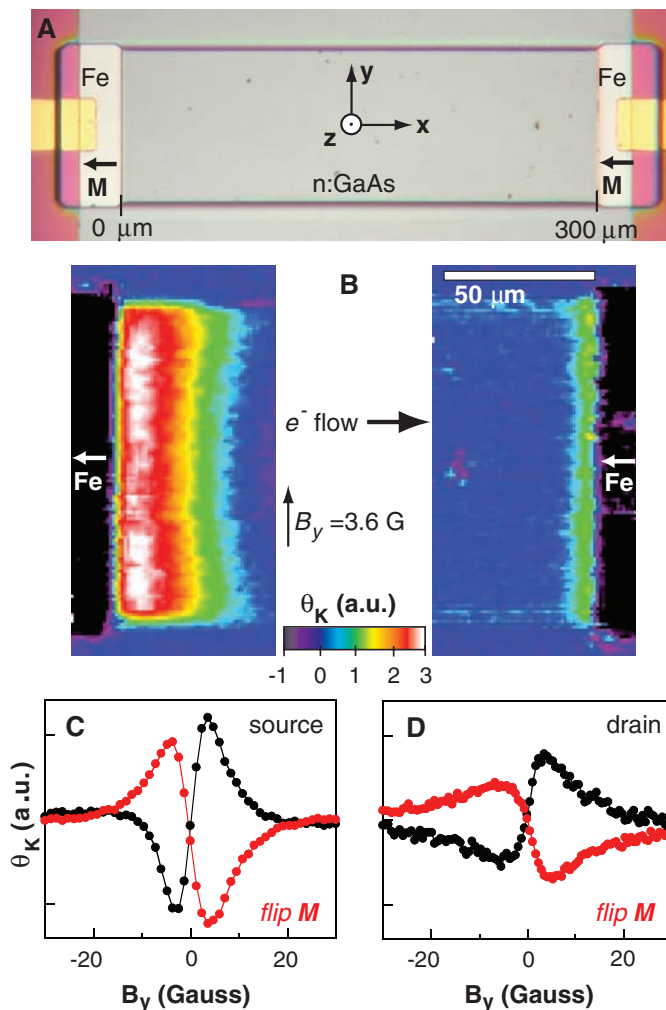 A
Fe
Fe
y
z
x
M
n:GaAs
M
0 μm
300 μm
B
50 μm
e⁻ flow
Fe
Fe
B_y = 3.6 G
θ_K (a.u.)
-1 0 1 2 3
C source
D drain
θ_K (a.u.)
flip M
flip M
-20 0 20
-20 0 20
B_y (Gauss)
B_y (Gauss)